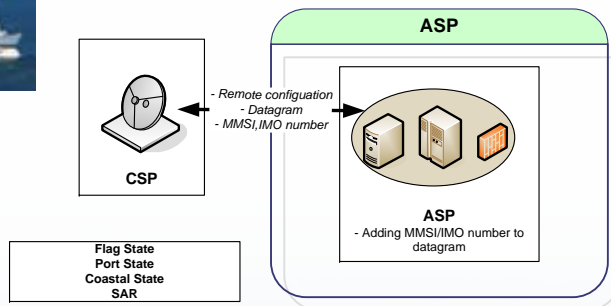 ASP
- Remote configuation
- Datagram
- MMSI,IMO number
CSP
ASP
- Adding MMSI/IMO number to
datagram
Flag State
Port State
Coastal State
SAR